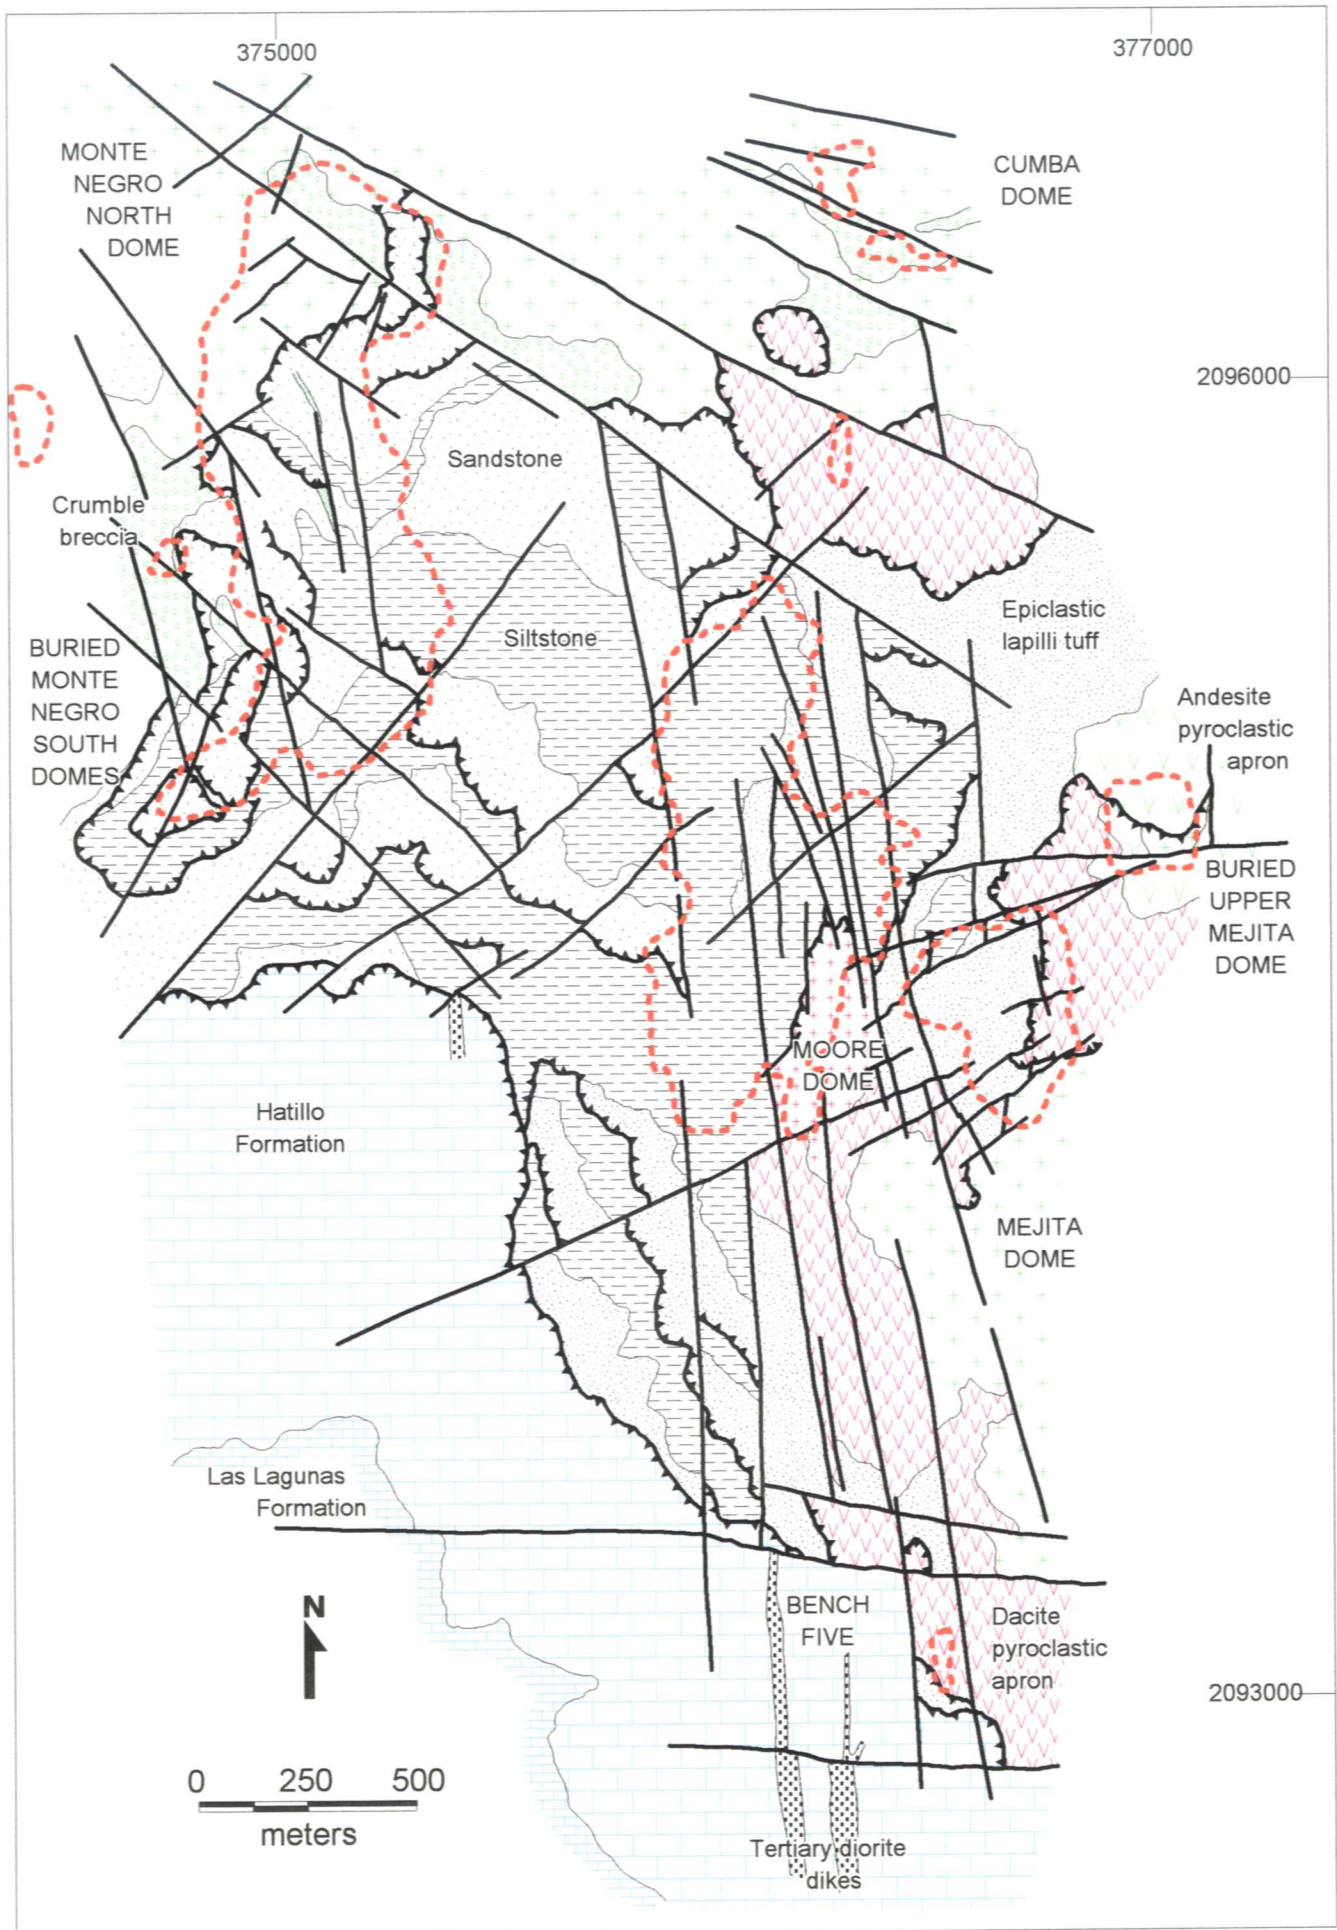 375000
377000
MONTE
NEGRO
NORTH
DOME
CUMBA
DOME
2096000
Sandstone
Crumble
breccia
Siltstone
Epiclastic
lapilli tuff
BURIED
MONTE
NEGRO
SOUTH
DOMES
Andesite
pyroclastic
apron
BURIED
UPPER
MEJITA
DOME
MOORE
DOME
Hatillo
Formation
MEJITA
DOME
Las Lagunas
Formation
N
BENCH
FIVE
Dacite
pyroclastic
apron
2093000
0 250 500
meters
Tertiary diorite
dikes